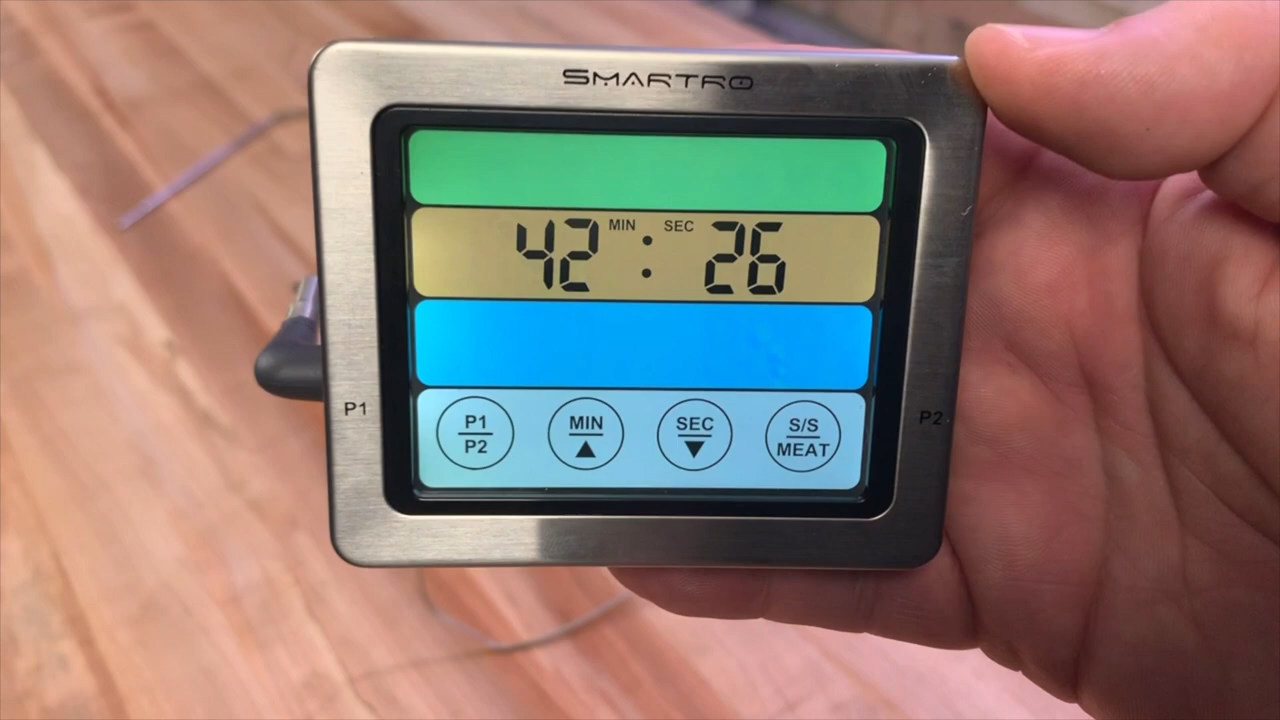 SMARTRO
MIN SEC
42 : 26
P1 P2
P1
P2
MIN
▲
SEC
▼
S/S
MEAT